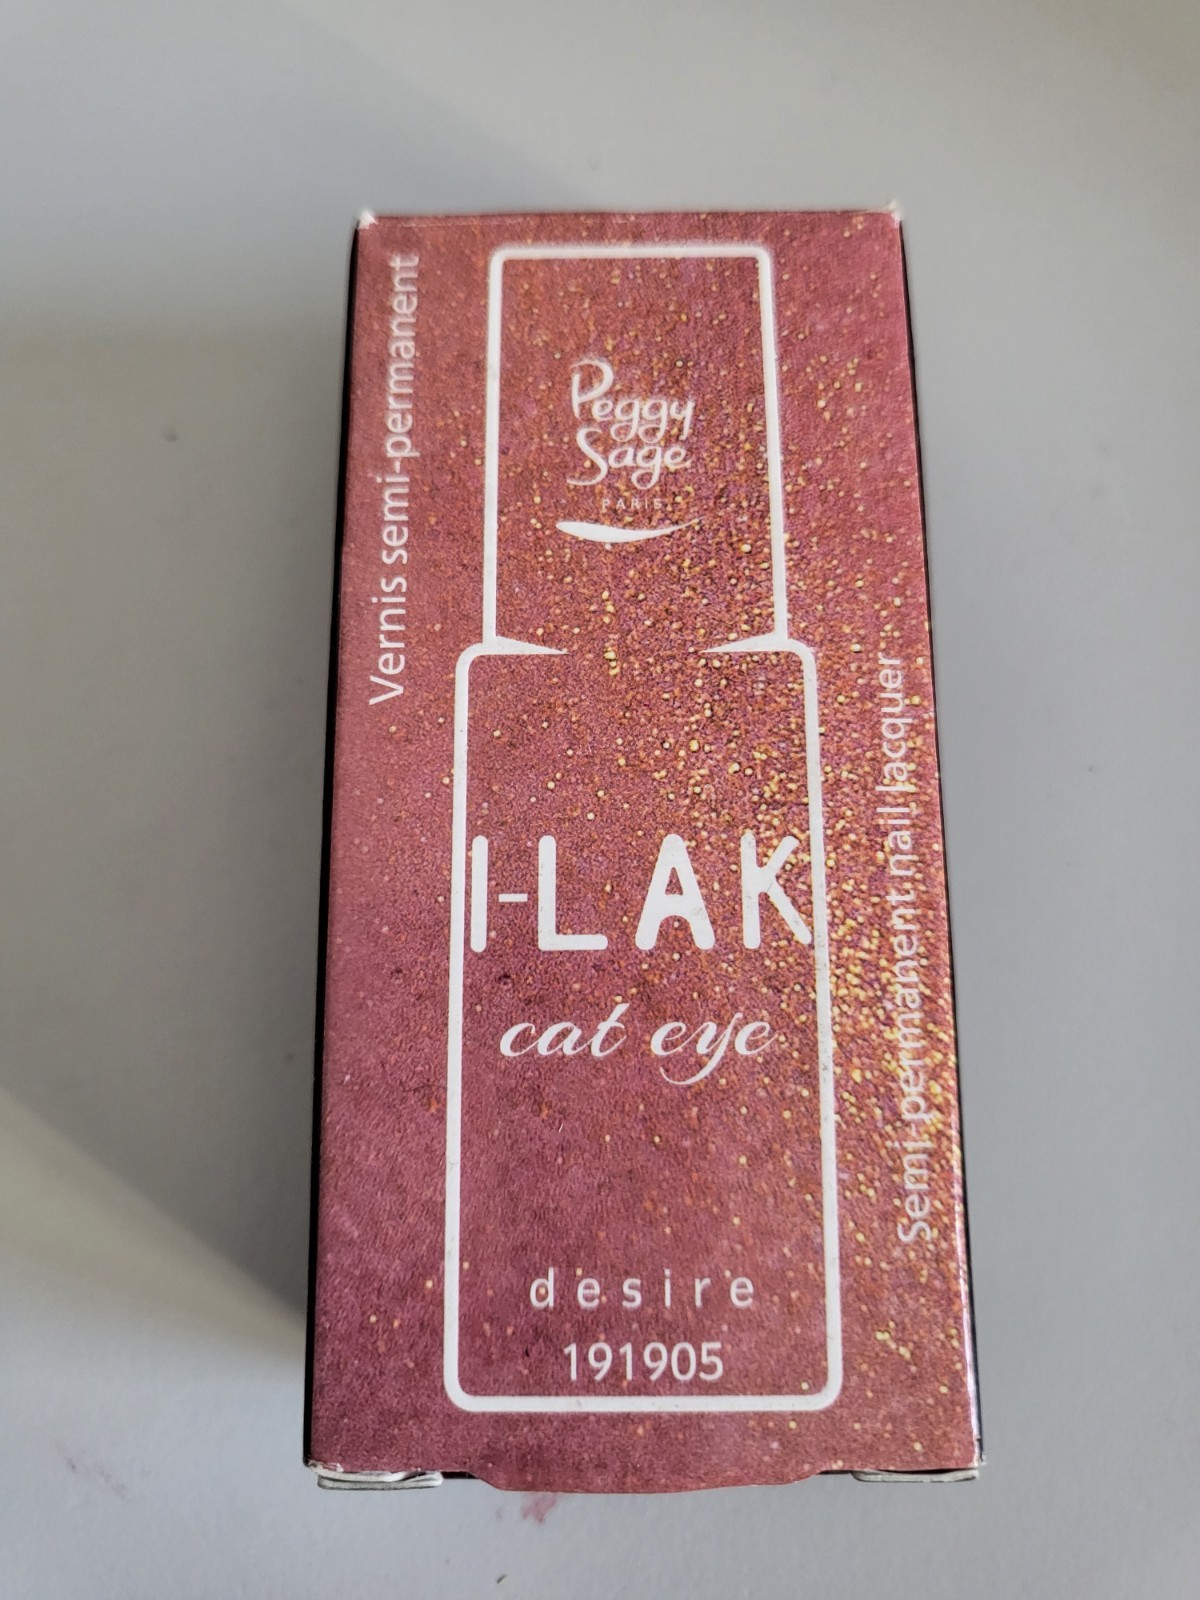 Vernis semi-permanent
Peggy
Sage
PARIS
I-LAK
cat eye
desire
191905
Semi-permanent nail lacquer